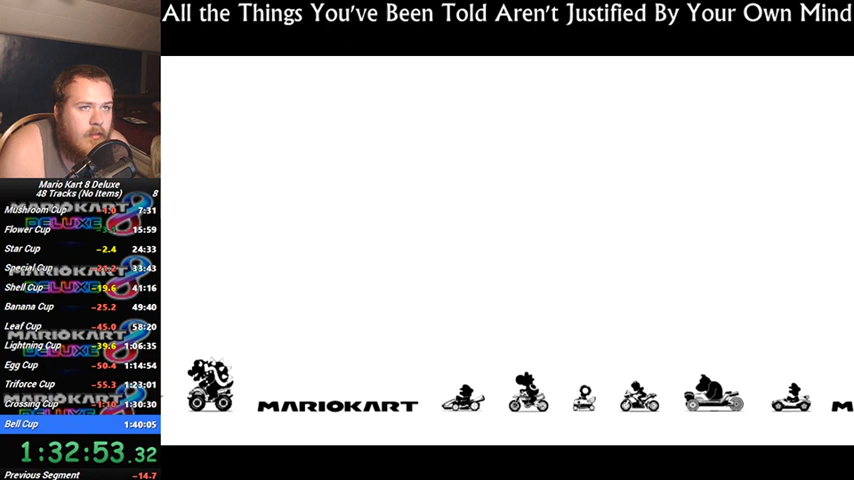 All the Things You've Been Told Aren't Justified By Your Own Mind
Mario Kart 8 Deluxe
48 Tracks (No Items) 8
Mushroom Cup -1.0 7:31
Flower Cup 15:59
Star Cup -2.4 24:33
Special Cup 33:43
Shell Cup -19.6 41:16
Banana Cup -25.2 49:40
Leaf Cup -45.0 58:20
Lightning Cup -39.6 1:06:35
Egg Cup -50.4 1:14:54
Triforce Cup -55.3 1:23:01
Crossing Cup -1:10 1:30:30
Bell Cup 1:40:05
1:32:53.32
Previous Segment -14.7
MARIOKART